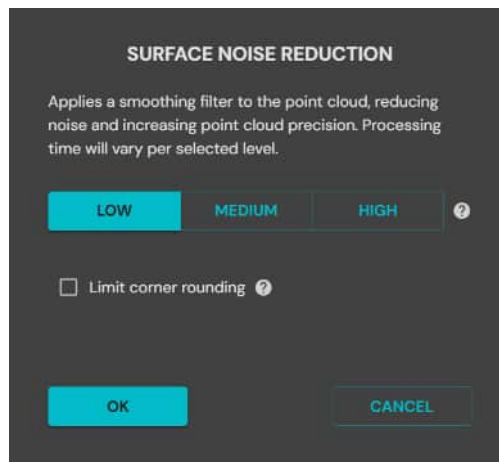 SURFACE NOISE REDUCTION
Applies a smoothing filter to the point cloud, reducing
noise and increasing point cloud precision. Processing
time will vary per selected level.
LOW MEDIUM HIGH ?
Limit corner rounding ?
OK CANCEL